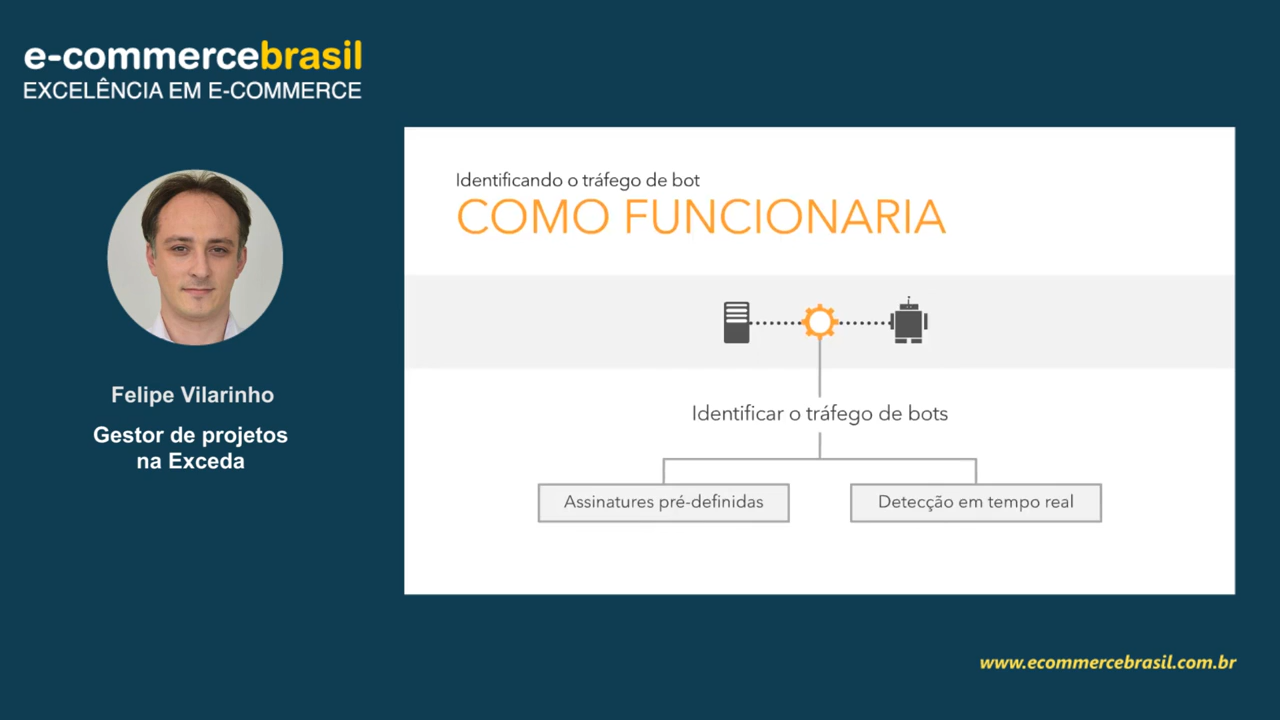 e-commercebrasil
EXCELÊNCIA EM E-COMMERCE
Felipe Vilarinho
Gestor de projetos
na Exceda
Identificando o tráfego de bot
COMO FUNCIONARIA
Identificar o tráfego de bots
Assinatures pré-definidas
Detecção em tempo real
www.ecommercebrasil.com.br